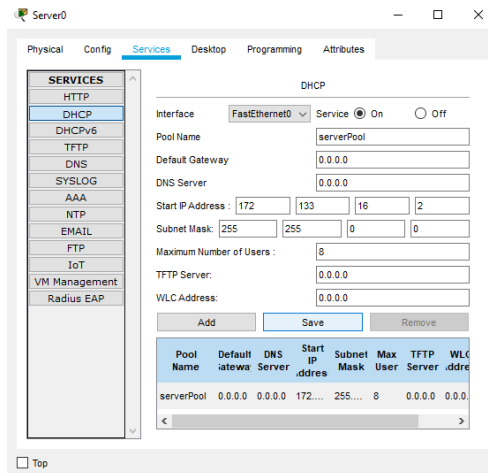 Server0
Physical Config Services Desktop Programming Attributes
SERVICES
HTTP
DHCP
DHCPv6
TFTP
DNS
SYSLOG
AAA
NTP
EMAIL
FTP
IoT
VM Management
Radius EAP
DHCP
Interface FastEthernet0 Service On Off
Pool Name serverPool
Default Gateway 0.0.0.0
DNS Server 0.0.0.0
Start IP Address : 172 133 16 2
Subnet Mask: 255 255 0 0
Maximum Number of Users : 8
TFTP Server: 0.0.0.0
WLC Address: 0.0.0.0
Add Save Remove
Pool Name Default iatewa DNS Server Start IP ddres Subnet Mask Max User TFTP Server WL ddre
serverPool 0.0.0.0 0.0.0.0 172.... 255.... 8 0.0.0.0 0.0.0.
Top